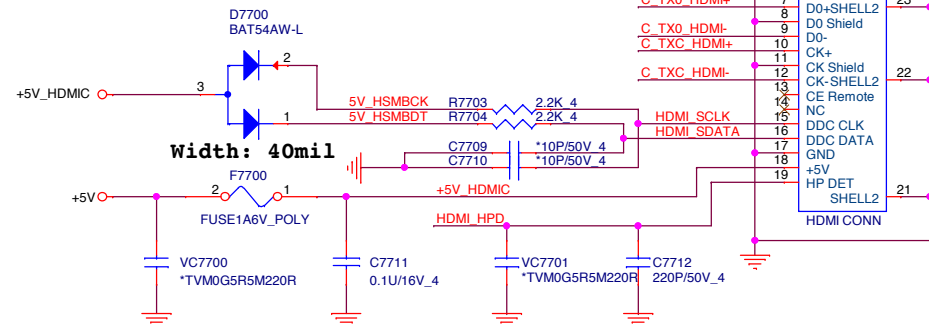 C_TX0_HDMI+ 7 D0+SHELL2 23
8 D0 Shield
C_TX0_HDMI- 9 D0-
C_TXC_HDMI+ 10 CK+
11 CK Shield
C_TXC_HDMI- 12 CK-SHELL2 22
13 CE Remote
14 NC
HDMI_SCLK 15 DDC CLK
HDMI_SDATA 16 DDC DATA
17 GND
18 +5V
19 HP DET
SHELL2 21
HDMI CONN
D7700
BAT54AW-L
2
+5V_HDMIC 3
1
5V_HSMBCK R7703 2.2K_4
5V_HSMBDT R7704 2.2K_4
Width: 40mil
C7709 *10P/50V_4
C7710 *10P/50V_4
F7700
+5V 2 1 +5V_HDMIC
FUSE1A6V_POLY
HDMI_HPD
VC7700
*TVM0G5R5M220R
C7711
0.1U/16V_4
VC7701
*TVM0G5R5M220R
C7712
220P/50V_4